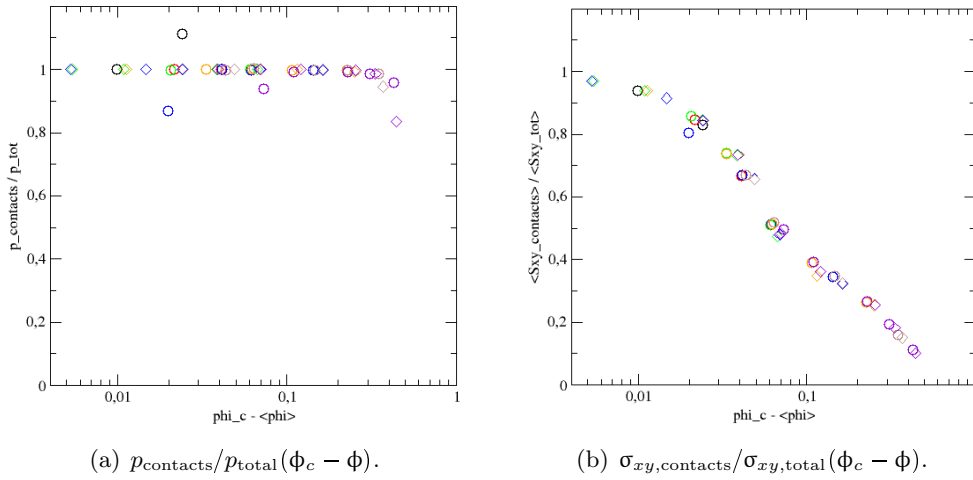 p_contacts / p_tot
1
0,8
0,6
0,4
0,2
0
0,01
0,1
1
phi_c - <phi>
(a) p_contacts/p_total(ϕ_c − ϕ).
<Sxy_contacts> / <Sxy_tot>
1
0,8
0,6
0,4
0,2
0
0,01
0,1
phi_c - <phi>
(b) σ_xy,contacts/σ_xy,total(ϕ_c − ϕ).